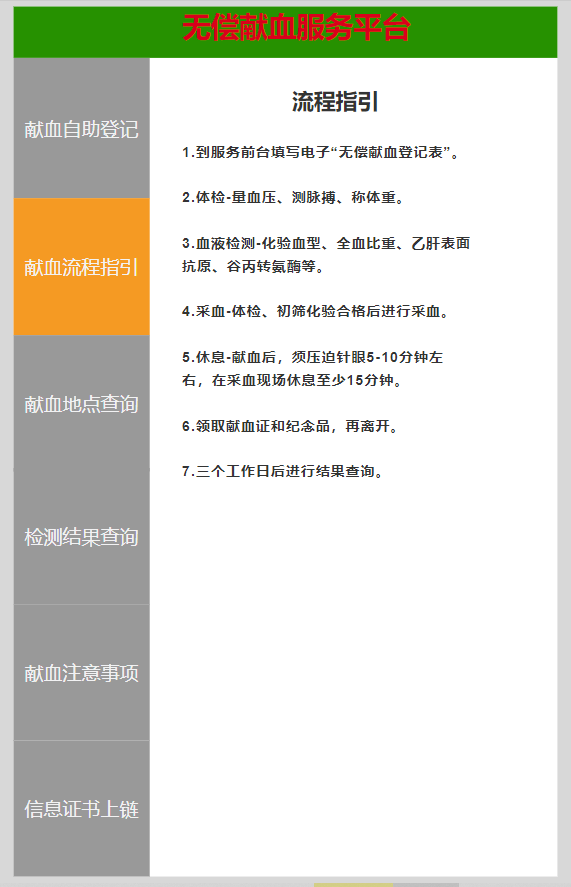 无偿献血服务平台
献血自助登记
献血流程指引
献血地点查询
检测结果查询
献血注意事项
信息证书上链
流程指引
1.到服务前台填写电子“无偿献血登记表”。
2.体检-量血压、测脉搏、称体重。
3.血液检测-化验血型、全血比重、乙肝表面
抗原、谷丙转氨酶等。
4.采血-体检、初筛化验合格后进行采血。
5.休息-献血后，须压迫针眼5-10分钟左
右，在采血现场休息至少15分钟。
6.领取献血证和纪念品，再离开。
7.三个工作日后进行结果查询。